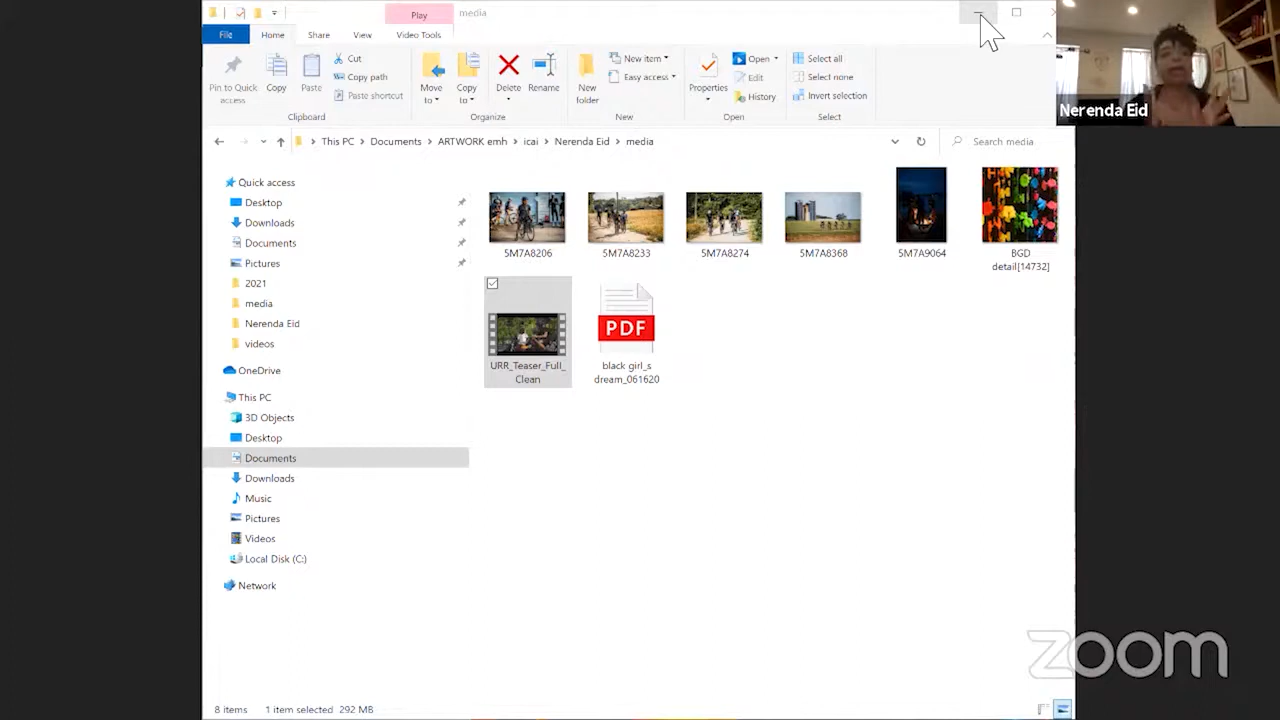 Play
media
File
Home
Share
View
Video Tools
Pin to Quick access
Copy
Paste
Cut
Copy path
Paste shortcut
Clipboard
Move to
Copy to
Delete
Rename
Organize
New folder
New item
Easy access
New
Properties
Open
Edit
History
Open
Select all
Select none
Invert selection
Select
Nerenda Eid
This PC
Documents
ARTWORK emh
icai
Nerenda Eid
media
Search media
Quick access
Desktop
Downloads
Documents
Pictures
2021
media
Nerenda Eid
videos
OneDrive
This PC
3D Objects
Desktop
Documents
Downloads
Music
Pictures
Videos
Local Disk (C:)
Network
5M7A8206
5M7A8233
5M7A8274
5M7A8368
5M7A9064
BGD
detail[14732]
URR_Teaser_Full_
Clean
PDF
black girl_s
dream_061620
zoom
8 items
1 item selected 292 MB